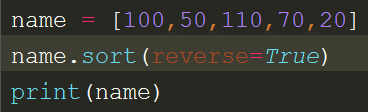 name = [100,50,110,70,20]
name.sort(reverse=True)
print(name)